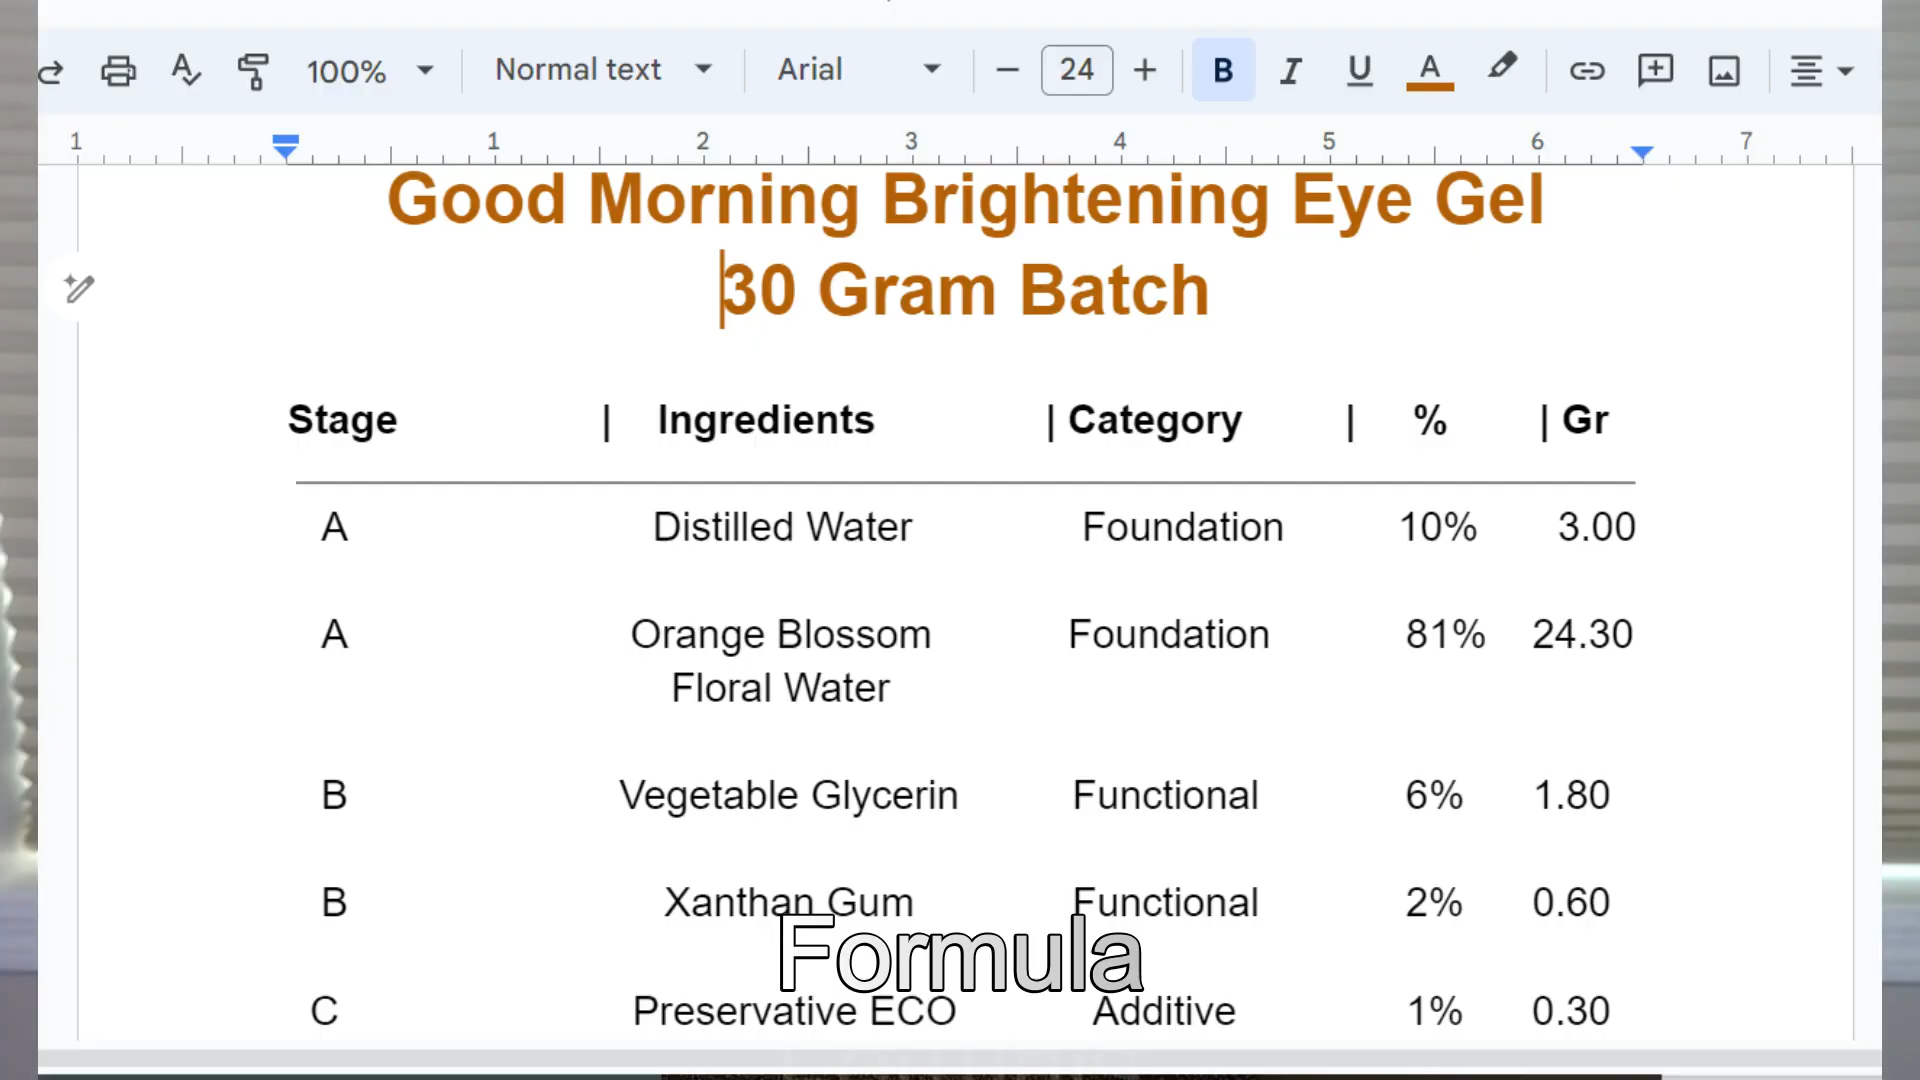 100% Normal text Arial 24 B I U A
1 1 2 3 4 5 6 7
Good Morning Brightening Eye Gel
30 Gram Batch
Stage | Ingredients | Category | % | Gr
A Distilled Water Foundation 10% 3.00
A Orange Blossom Foundation 81% 24.30
Floral Water
B Vegetable Glycerin Functional 6% 1.80
B Xanthan Gum Functional 2% 0.60
Formula
C Preservative ECO Additive 1% 0.30